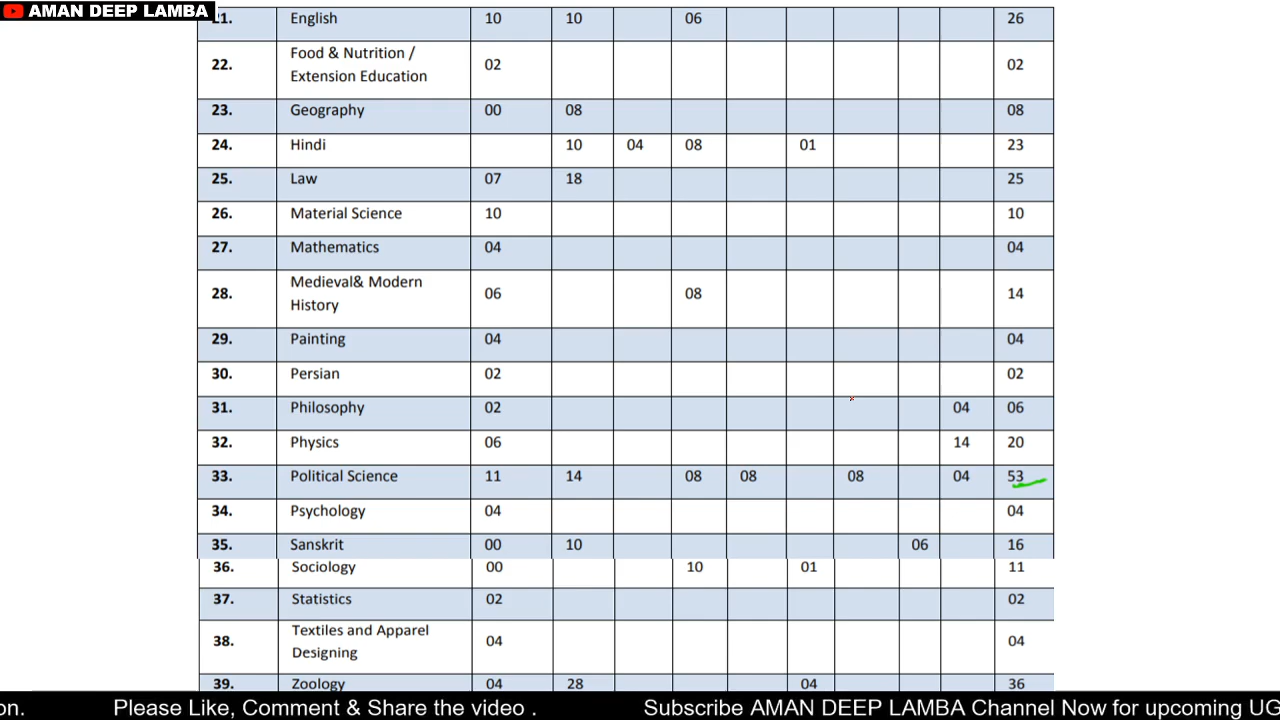 AMAN DEEP LAMBA
21. English 10 10 06 26
22. Food & Nutrition / Extension Education 02 02
23. Geography 00 08 08
24. Hindi 10 04 08 01 23
25. Law 07 18 25
26. Material Science 10 10
27. Mathematics 04 04
28. Medieval& Modern History 06 08 14
29. Painting 04 04
30. Persian 02 02
31. Philosophy 02 04 06
32. Physics 06 14 20
33. Political Science 11 14 08 08 08 04 53
34. Psychology 04 04
35. Sanskrit 00 10 06 16
36. Sociology 00 10 01 11
37. Statistics 02 02
38. Textiles and Apparel Designing 04 04
39. Zoology 04 28 04 36
on. Please Like, Comment & Share the video . Subscribe AMAN DEEP LAMBA Channel Now for upcoming UG